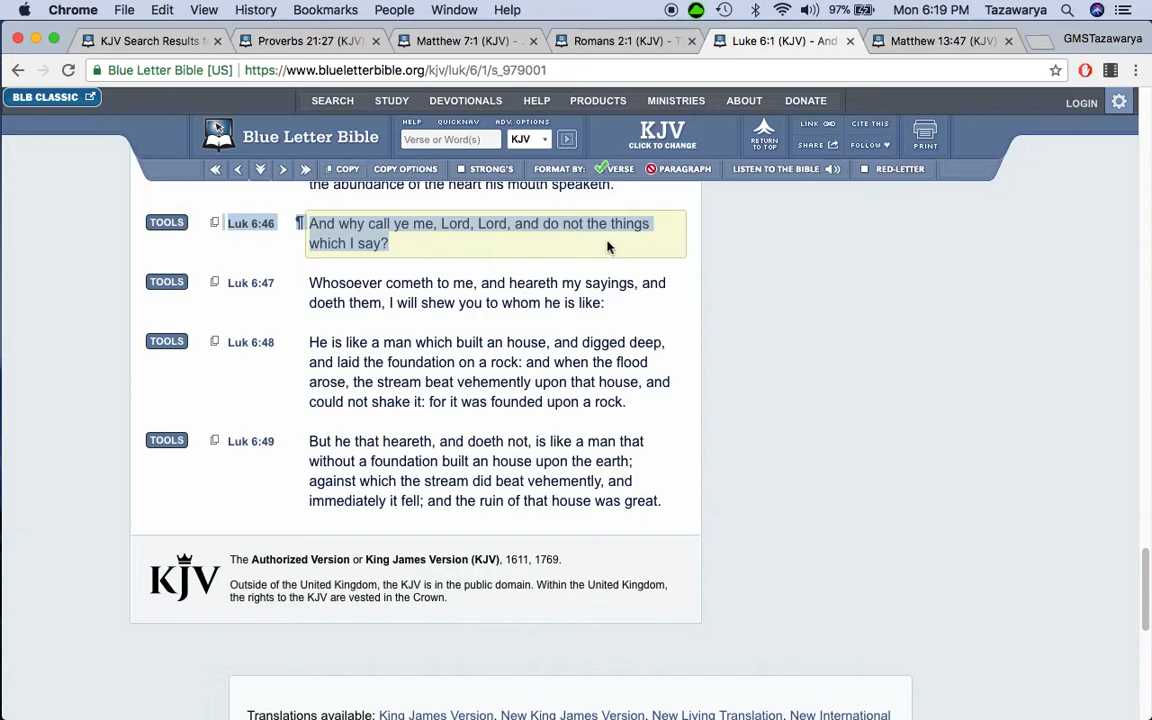 Chrome File Edit View History Bookmarks People Window Help 97% Mon 6:19 PM Tazawarya
KJV Search Results for Proverbs 21:27 (KJV) Matthew 7:1 (KJV) - Romans 2:1 (KJV) - T Luke 6:1 (KJV) - And Matthew 13:47 (KJV) GMSTazawarya
Blue Letter Bible [US] https://www.blueletterbible.org/kjv/luk/6/1/s_979001
BLB CLASSIC
SEARCH STUDY DEVOTIONALS HELP PRODUCTS MINISTRIES ABOUT DONATE LOGIN
Blue Letter Bible
HELP QUICKNAV ADV. OPTIONS
Verse or Word(s) KJV
KJV
CLICK TO CHANGE
RETURN
TO TOP
LINK CITE THIS
SHARE FOLLOW
PRINT
COPY COPY OPTIONS STRONG'S FORMAT BY: VERSE PARAGRAPH LISTEN TO THE BIBLE RED-LETTER
the abundance of the heart his mouth speaketh.
TOOLS Luk 6:46 ¶ And why call ye me, Lord, Lord, and do not the things
which I say?
TOOLS Luk 6:47 Whosoever cometh to me, and heareth my sayings, and
doeth them, I will shew you to whom he is like:
TOOLS Luk 6:48 He is like a man which built an house, and digged deep,
and laid the foundation on a rock: and when the flood
arose, the stream beat vehemently upon that house, and
could not shake it: for it was founded upon a rock.
TOOLS Luk 6:49 But he that heareth, and doeth not, is like a man that
without a foundation built an house upon the earth;
against which the stream did beat vehemently, and
immediately it fell; and the ruin of that house was great.
KJV
The Authorized Version or King James Version (KJV), 1611, 1769.
Outside of the United Kingdom, the KJV is in the public domain. Within the United Kingdom,
the rights to the KJV are vested in the Crown.
Translations available: King James Version, New King James Version, New Living Translation, New International